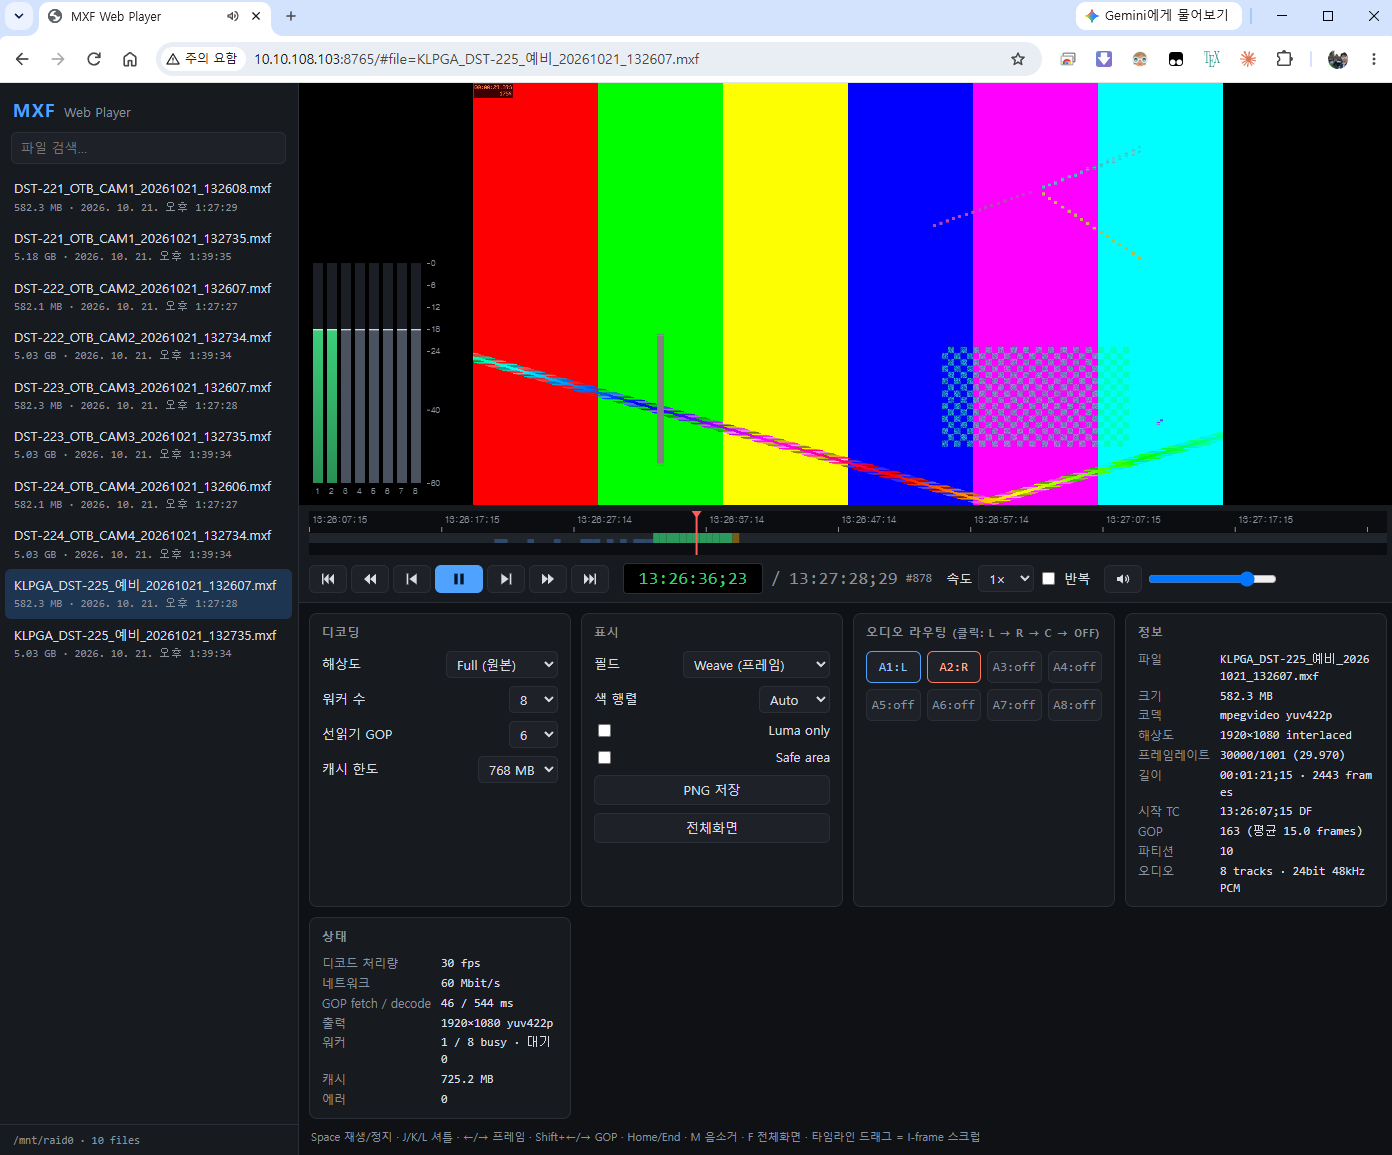 MXF Web Player
Gemini에게 물어보기
주의 요함
10.10.108.103:8765/#file=KLPGA_DST-225_예비_20261021_132607.mxf
MXF Web Player
파일 검색...
DST-221_OTB_CAM1_20261021_132608.mxf
582.3 MB · 2026. 10. 21. 오후 1:27:29
DST-221_OTB_CAM1_20261021_132735.mxf
5.18 GB · 2026. 10. 21. 오후 1:39:35
DST-222_OTB_CAM2_20261021_132607.mxf
582.1 MB · 2026. 10. 21. 오후 1:27:27
DST-222_OTB_CAM2_20261021_132734.mxf
5.03 GB · 2026. 10. 21. 오후 1:39:34
DST-223_OTB_CAM3_20261021_132607.mxf
582.3 MB · 2026. 10. 21. 오후 1:27:28
DST-223_OTB_CAM3_20261021_132735.mxf
5.03 GB · 2026. 10. 21. 오후 1:39:34
DST-224_OTB_CAM4_20261021_132606.mxf
582.1 MB · 2026. 10. 21. 오후 1:27:27
DST-224_OTB_CAM4_20261021_132734.mxf
5.03 GB · 2026. 10. 21. 오후 1:39:34
KLPGA_DST-225_예비_20261021_132607.mxf
582.3 MB · 2026. 10. 21. 오후 1:27:28
KLPGA_DST-225_예비_20261021_132735.mxf
5.03 GB · 2026. 10. 21. 오후 1:39:34
/mnt/raid0 · 10 files
-0
-6
-12
-18
-24
-40
-60
1 2 3 4 5 6 7 8
13:26:07:15 13:26:17:15 13:26:27:14 13:26:37:14 13:26:47:14 13:26:57:14 13:27:07:15 13:27:17:15
13:26:36;23 / 13:27:28;29 #878 속도 1× 반복
디코딩
해상도 Full (원본)
워커 수 8
선읽기 GOP 6
캐시 한도 768 MB
표시
필드 Weave (프레임)
색 행렬 Auto
Luma only
Safe area
PNG 저장
전체화면
오디오 라우팅 (클릭: L → R → C → OFF)
A1:L A2:R A3:off A4:off
A5:off A6:off A7:off A8:off
정보
파일 KLPGA_DST-225_예비_2026
1021_132607.mxf
크기 582.3 MB
코덱 mpegvideo yuv422p
해상도 1920×1080 interlaced
프레임레이트 30000/1001 (29.970)
길이 00:01:21;15 · 2443 fram
es
시작 TC 13:26:07;15 DF
GOP 163 (평균 15.0 frames)
파티션 10
오디오 8 tracks · 24bit 48kHz
PCM
상태
디코드 처리량 30 fps
네트워크 60 Mbit/s
GOP fetch / decode 46 / 544 ms
출력 1920×1080 yuv422p
워커 1 / 8 busy · 대기
0
캐시 725.2 MB
에러 0
Space 재생/정지 · J/K/L 셔틀 · ←/→ 프레임 · Shift+←/→ GOP · Home/End · M 음소거 · F 전체화면 · 타임라인 드래그 = I-frame 스크럽